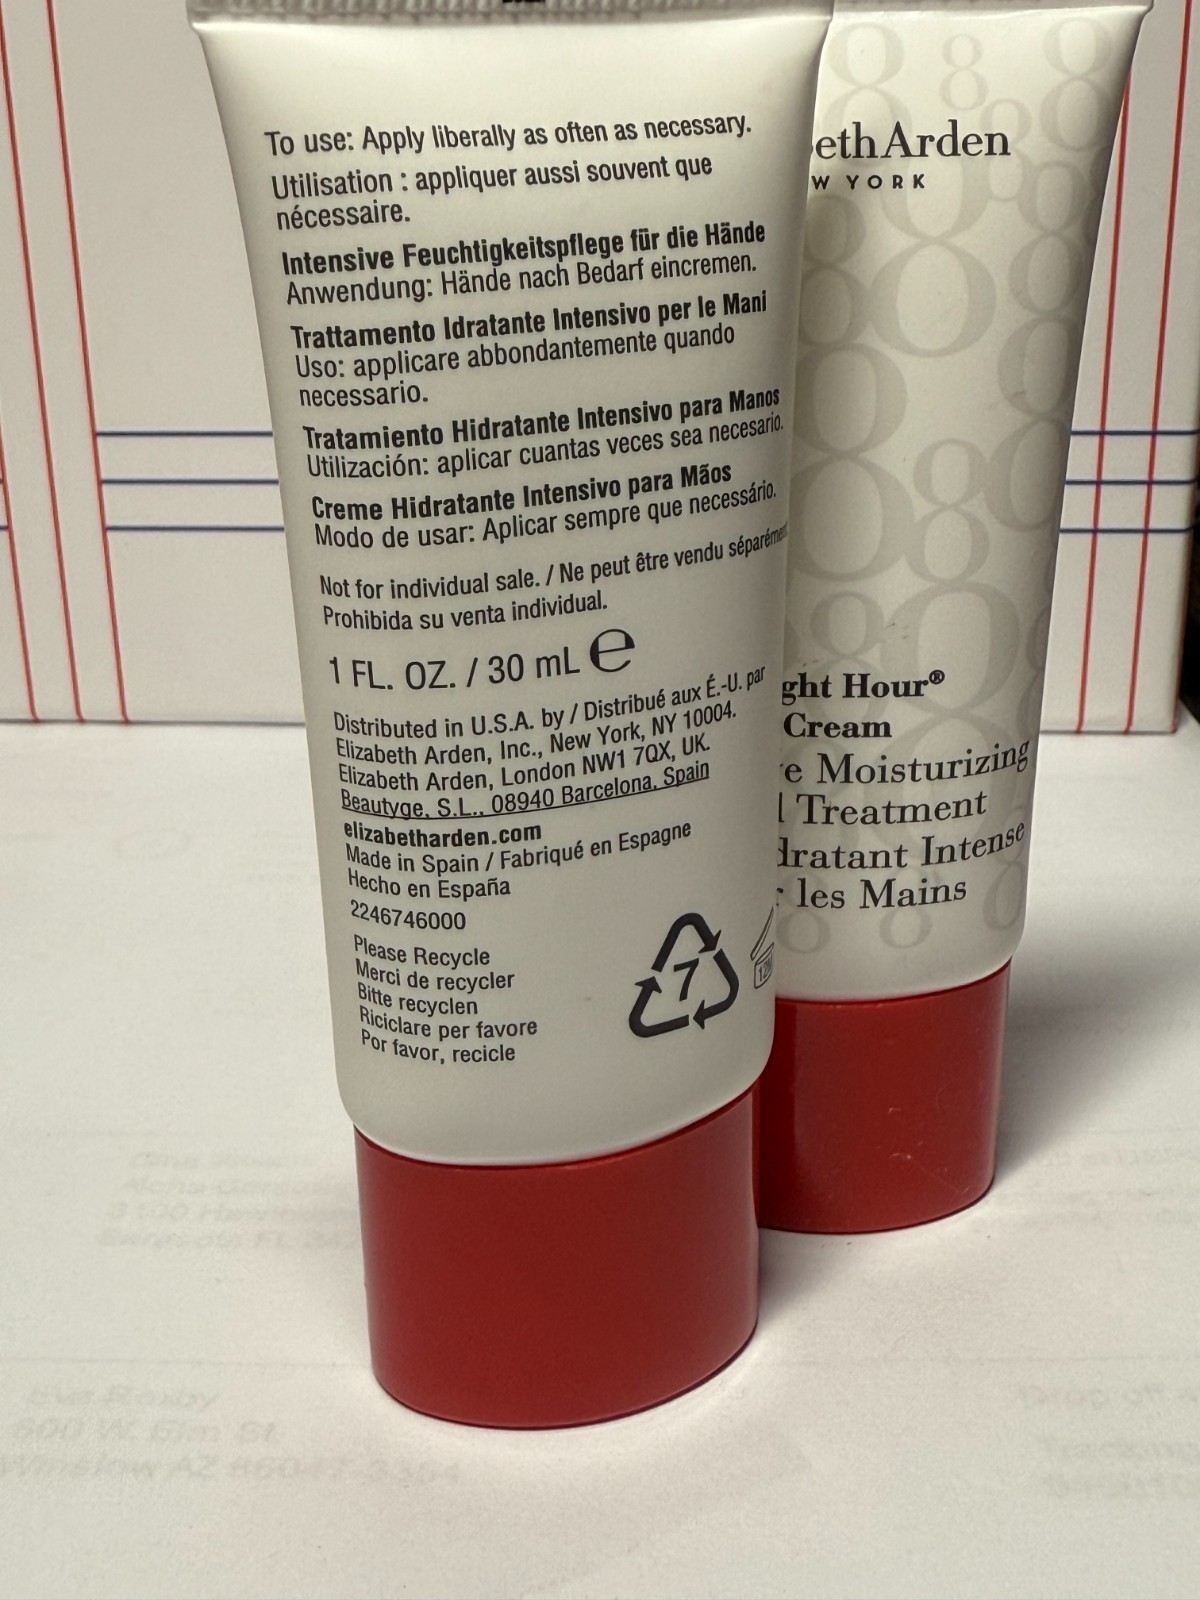 To use: Apply liberally as often as necessary.
Utilisation : appliquer aussi souvent que
nécessaire.
Intensive Feuchtigkeitspflege für die Hände
Anwendung: Hände nach Bedarf eincremen.
Trattamento Idratante Intensivo per le Mani
Uso: applicare abbondantemente quando
necessario.
Tratamiento Hidratante Intensivo para Manos
Utilización: aplicar cuantas veces sea necesario.
Creme Hidratante Intensivo para Mãos
Modo de usar: Aplicar sempre que necessário.
Not for individual sale. / Ne peut être vendu séparémen
Prohibida su venta individual.
1 FL. OZ. / 30 mL e
Distributed in U.S.A. by / Distribué aux É.-U. par
Elizabeth Arden, Inc., New York, NY 10004.
Elizabeth Arden, London NW1 7QX, UK.
Beautyge, S.L., 08940 Barcelona, Spain
elizabetharden.com
Made in Spain / Fabriqué en Espagne
Hecho en España
2246746000
Please Recycle
Merci de recycler
Bitte recyclen
Riciclare per favore
Por favor, recicle
7
12M
beth Arden
W YORK
ght Hour®
Cream
e Moisturizing
l Treatment
dratant Intense
r les Mains